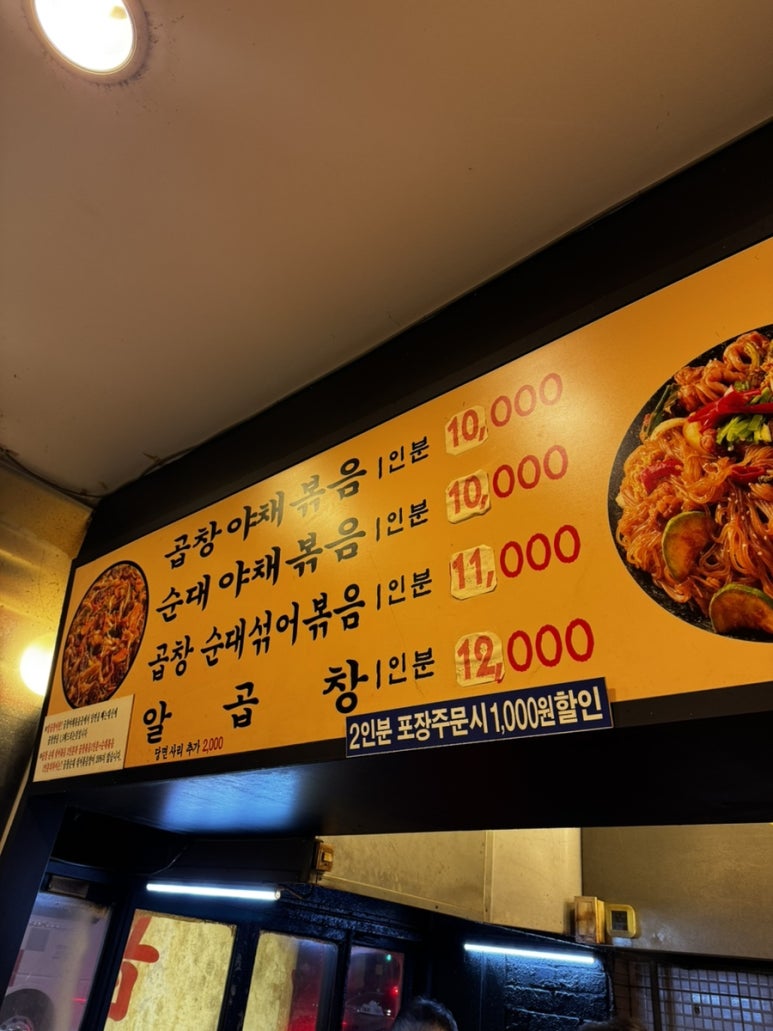 곱창 야채 볶음 1인분 10,000
순대 야채 볶음 1인분 10,000
곱창 순대섞어볶음 1인분 11,000
알 곱 창 1인분 12,000
당면사리 추가 2,000
2인분 포장주문시 1,000원할인